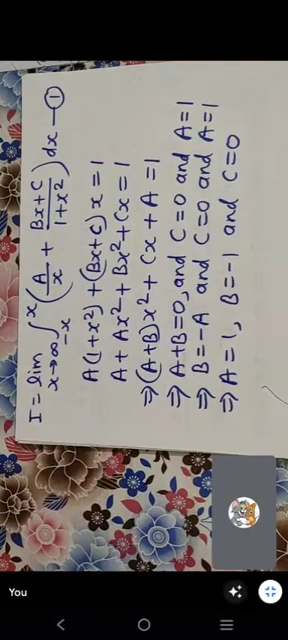 I = lim x→∞ ∫_{-x}^{x} (A/x + (Bx+C)/(1+x²)) dx — ①
A(1+x²) + (Bx+C) x = 1
A + Ax² + Bx² + Cx = 1
⇒ (A+B)x² + Cx + A = 1
⇒ A+B=0, and C=0 and A=1
⇒ B=-A and C=0 and A=1
⇒ A=1, B=-1 and C=0
You